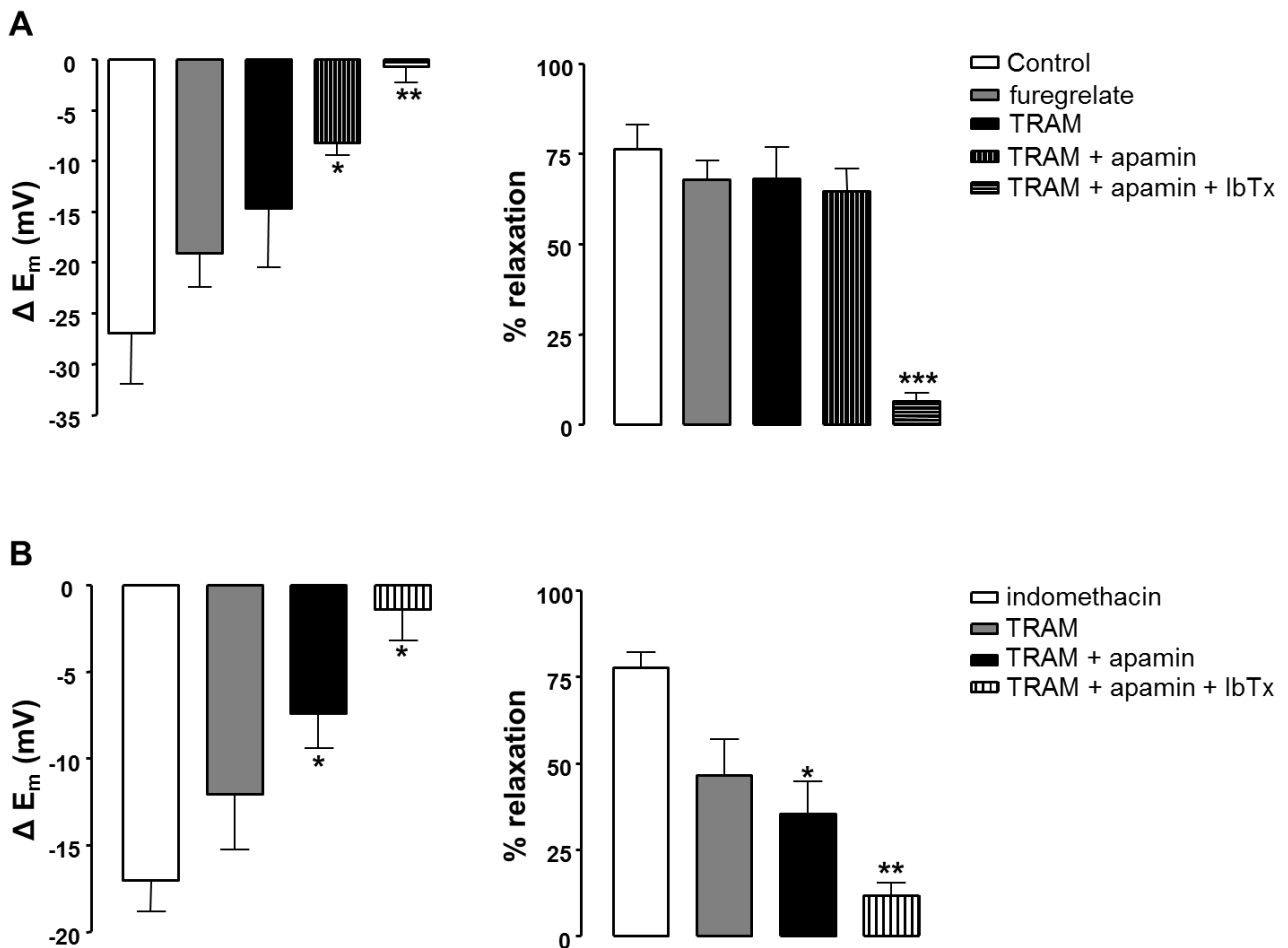 A
0
-5
-10
-15
-20
-25
-30
-35
Δ Em (mV)
*
**
100
75
50
25
0
% relaxation
***
Control
furegrelate
TRAM
TRAM + apamin
TRAM + apamin + IbTx
B
0
-5
-10
-15
-20
Δ Em (mV)
*
*
100
75
50
25
0
% relaxation
*
**
indomethacin
TRAM
TRAM + apamin
TRAM + apamin + IbTx